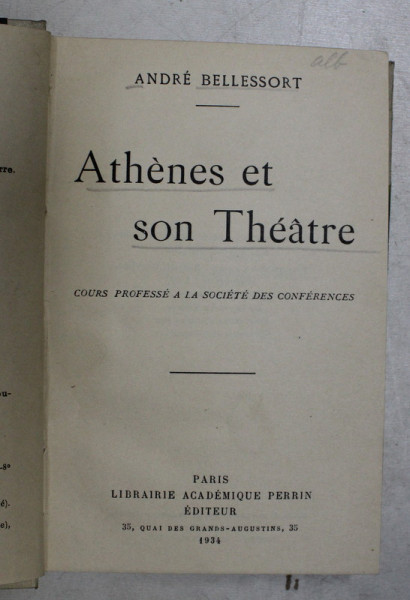 alb
ANDRÉ BELLESSORT
Athènes et
son Théâtre
COURS PROFESSÉ A LA SOCIÉTÉ DES CONFÉRENCES
PARIS
LIBRAIRIE ACADÉMIQUE PERRIN
ÉDITEUR
35, QUAI DES GRANDS-AUGUSTINS, 35
1934